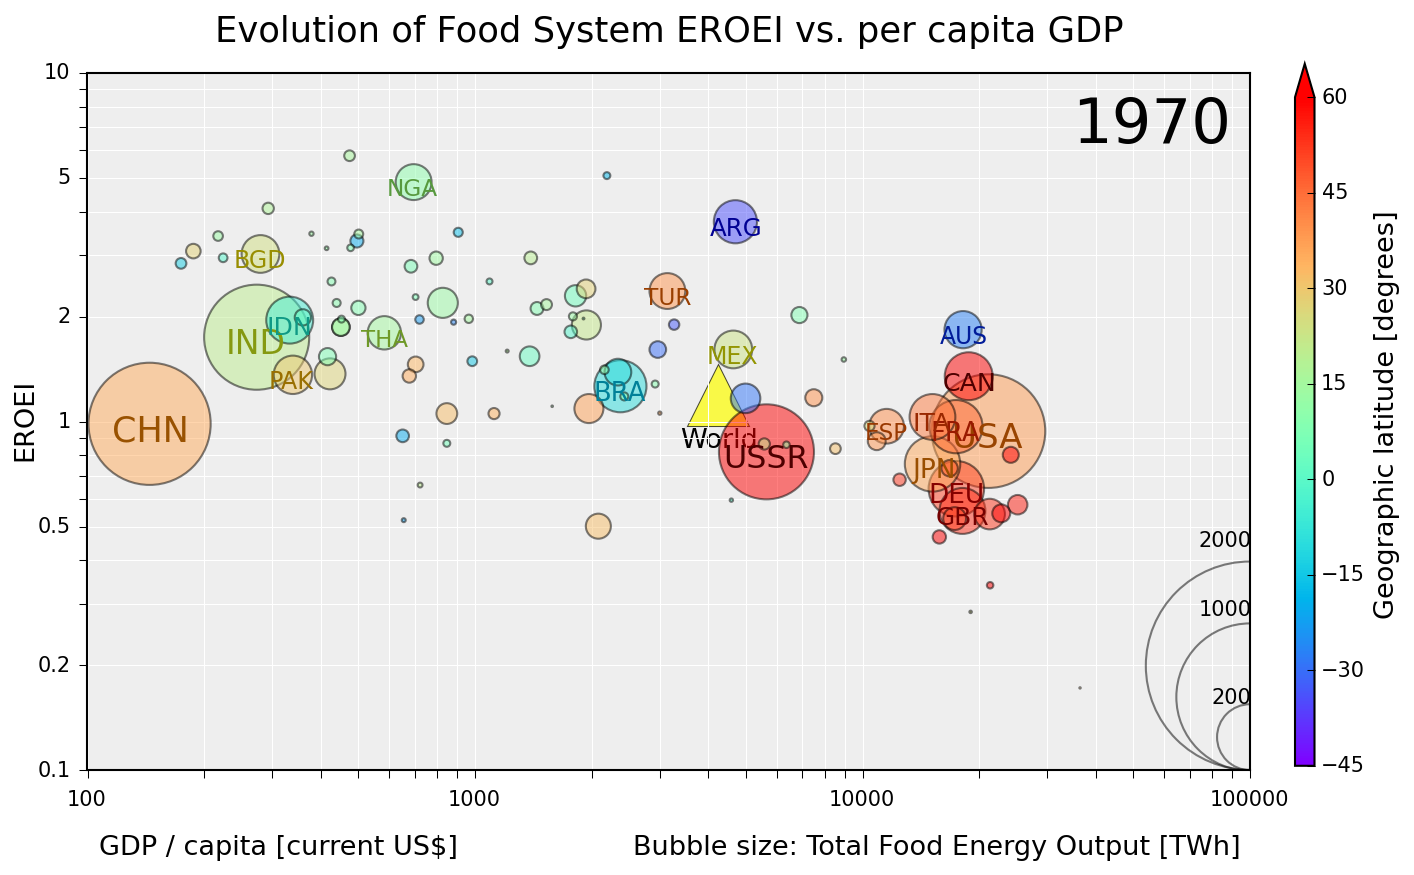 Evolution of Food System EROEI vs. per capita GDP
1970
10
5
2
1
0.5
0.2
0.1
EROEI
NGA
ARG
BGD
TUR
IDN
IND
THA
AUS
MEX
PAK
BRA
CAN
CHN
World
USSR
ESP
ITA
FRA
USA
JPN
DEU
GBR
2000
1000
200
100
1000
10000
100000
GDP / capita [current US$]
Bubble size: Total Food Energy Output [TWh]
60
45
30
15
0
−15
−30
−45
Geographic latitude [degrees]